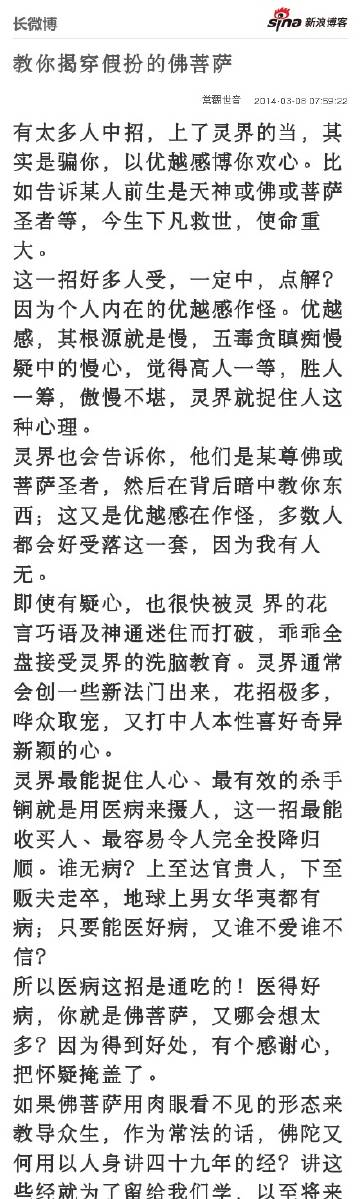 长微博
sina 新浪博客
教你揭穿假扮的佛菩萨
2014-03-08 07:59:22
有太多人中招，上了灵界的当，其
实是骗你，以优越感博你欢心。比
如告诉某人前生是天神或佛或菩萨
圣者等，今生下凡救世，使命重
大。
这一招好多人受，一定中，点解？
因为个人内在的优越感作怪。优越
感，其根源就是慢，五毒贪瞋痴慢
疑中的慢心，觉得高人一等，胜人
一筹，傲慢不堪，灵界就捉住人这
种心理。
灵界也会告诉你，他们是某尊佛或
菩萨圣者，然后在背后暗中教你东
西；这又是优越感在作怪，多数人
都会好受落这一套，因为我有人
无。
即使有疑心，也很快被灵 界的花
言巧语及神通迷住而打破，乖乖全
盘接受灵界的洗脑教育。灵界通常
会创一些新法门出来，花招极多，
哗众取宠，又打中人本性喜好奇异
新颖的心。
灵界最能捉住人心、最有效的杀手
锏就是用医病来摄人，这一招最能
收买人、最容易令人完全投降归
顺。谁无病？上至达官贵人，下至
贩夫走卒，地球上男女华夷都有
病；只要能医好病，又谁不爱谁不
信？
所以医病这招是通吃的！医得好
病，你就是佛菩萨，又哪会想太
多？因为得到好处，有个感谢心，
把怀疑掩盖了。
如果佛菩萨用肉眼看不见的形态来
教导众生，作为常法的话，佛陀又
何用以人身讲四十九年的经？讲这
些经就为了留给我们学，以至将来